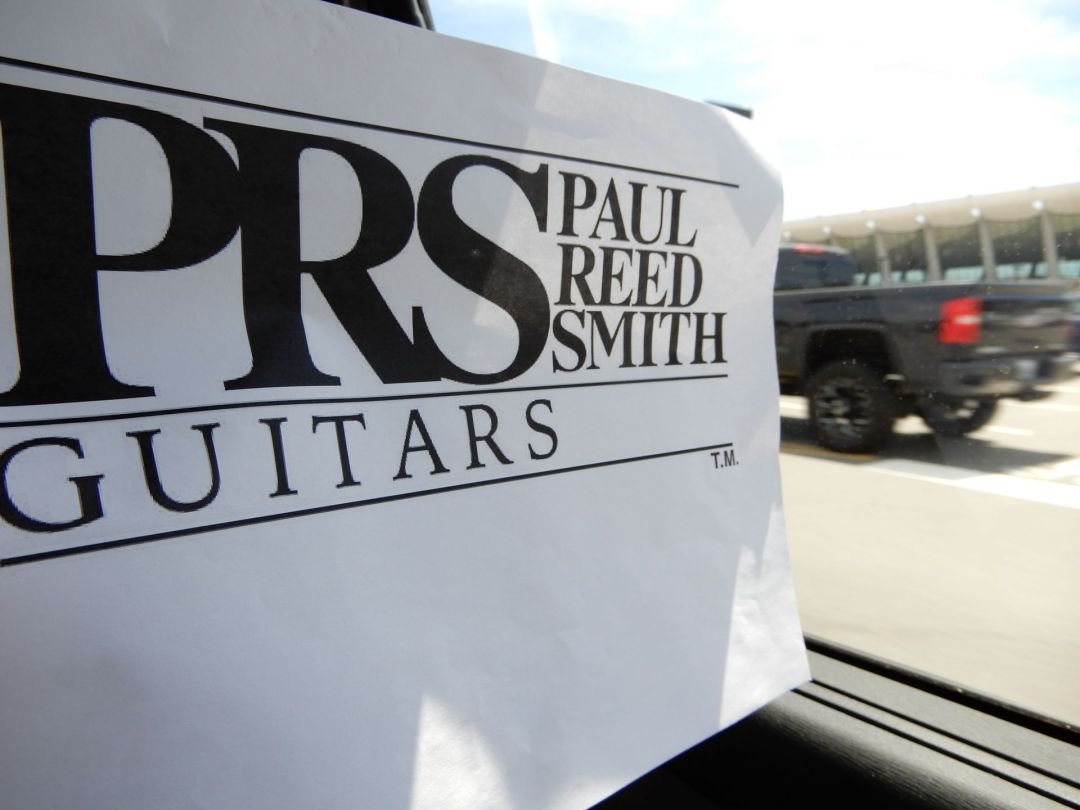 PRS
PAUL
REED
SMITH
GUITARS
T.M.